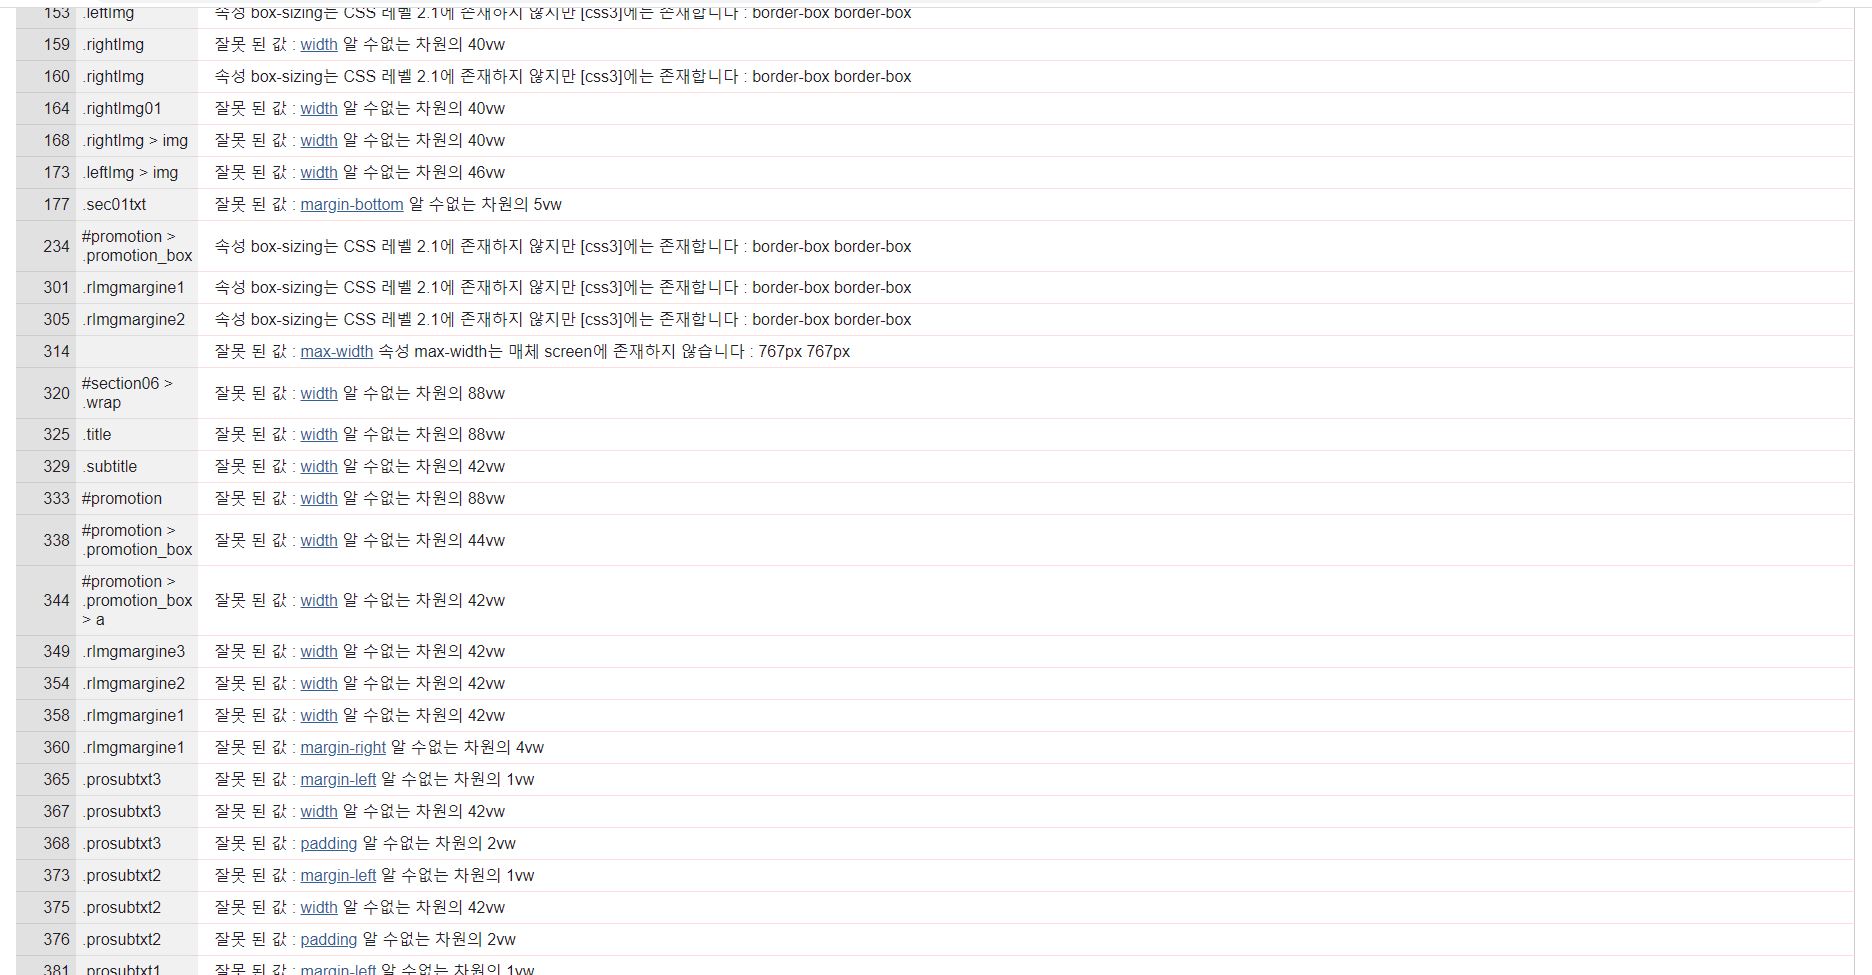 153 .leftImg 속성 box-sizing는 CSS 레벨 2.1에 존재하지 않지만 [css3]에는 존재합니다 : border-box border-box
159 .rightImg 잘못 된 값 : width 알 수없는 차원의 40vw
160 .rightImg 속성 box-sizing는 CSS 레벨 2.1에 존재하지 않지만 [css3]에는 존재합니다 : border-box border-box
164 .rightImg01 잘못 된 값 : width 알 수없는 차원의 40vw
168 .rightImg > img 잘못 된 값 : width 알 수없는 차원의 40vw
173 .leftImg > img 잘못 된 값 : width 알 수없는 차원의 46vw
177 .sec01txt 잘못 된 값 : margin-bottom 알 수없는 차원의 5vw
234 #promotion >
.promotion_box 속성 box-sizing는 CSS 레벨 2.1에 존재하지 않지만 [css3]에는 존재합니다 : border-box border-box
301 .rImgmargine1 속성 box-sizing는 CSS 레벨 2.1에 존재하지 않지만 [css3]에는 존재합니다 : border-box border-box
305 .rImgmargine2 속성 box-sizing는 CSS 레벨 2.1에 존재하지 않지만 [css3]에는 존재합니다 : border-box border-box
314 잘못 된 값 : max-width 속성 max-width는 매체 screen에 존재하지 않습니다 : 767px 767px
320 #section06 >
.wrap 잘못 된 값 : width 알 수없는 차원의 88vw
325 .title 잘못 된 값 : width 알 수없는 차원의 88vw
329 .subtitle 잘못 된 값 : width 알 수없는 차원의 42vw
333 #promotion 잘못 된 값 : width 알 수없는 차원의 88vw
338 #promotion >
.promotion_box 잘못 된 값 : width 알 수없는 차원의 44vw
344 #promotion >
.promotion_box
> a 잘못 된 값 : width 알 수없는 차원의 42vw
349 .rImgmargine3 잘못 된 값 : width 알 수없는 차원의 42vw
354 .rImgmargine2 잘못 된 값 : width 알 수없는 차원의 42vw
358 .rImgmargine1 잘못 된 값 : width 알 수없는 차원의 42vw
360 .rImgmargine1 잘못 된 값 : margin-right 알 수없는 차원의 4vw
365 .prosubtxt3 잘못 된 값 : margin-left 알 수없는 차원의 1vw
367 .prosubtxt3 잘못 된 값 : width 알 수없는 차원의 42vw
368 .prosubtxt3 잘못 된 값 : padding 알 수없는 차원의 2vw
373 .prosubtxt2 잘못 된 값 : margin-left 알 수없는 차원의 1vw
375 .prosubtxt2 잘못 된 값 : width 알 수없는 차원의 42vw
376 .prosubtxt2 잘못 된 값 : padding 알 수없는 차원의 2vw
381 .prosubtxt1 잘못 된 값 : margin-left 알 수없는 차원의 1vw